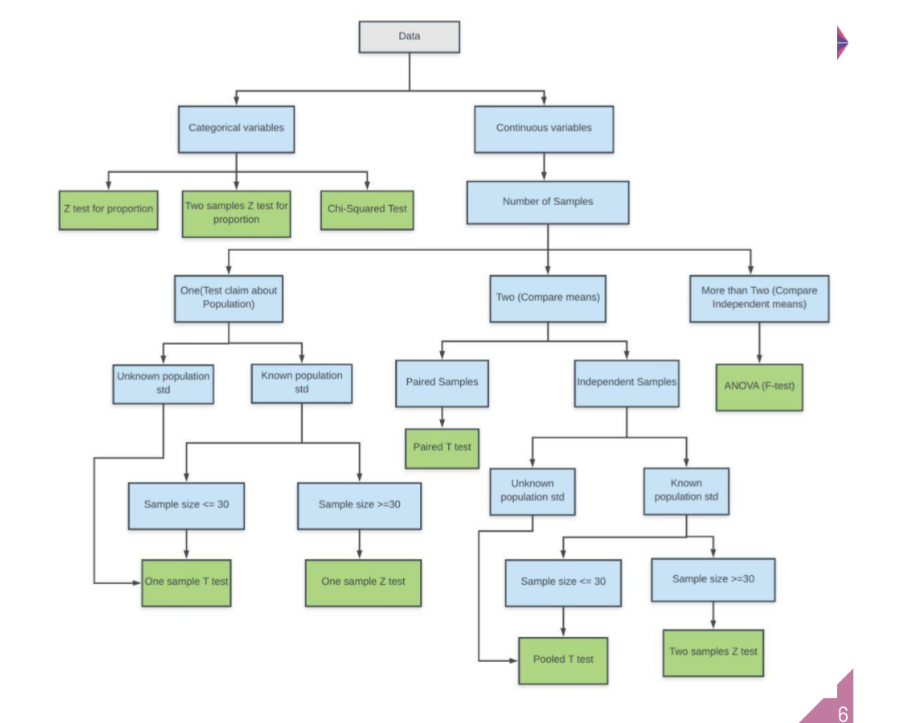 Data
Categorical variables
Continuous variables
Z test for proportion
Two samples Z test for
proportion
Chi-Squared Test
Number of Samples
One(Test claim about
Population)
Two (Compare means)
More than Two (Compare
Independent means)
Unknown population
std
Known population
std
Paired Samples
Independent Samples
ANOVA (F-test)
Paired T test
Sample size <= 30
Sample size >=30
Unknown
population std
Known
population std
One sample T test
One sample Z test
Sample size <= 30
Sample size >=30
Pooled T test
Two samples Z test
6